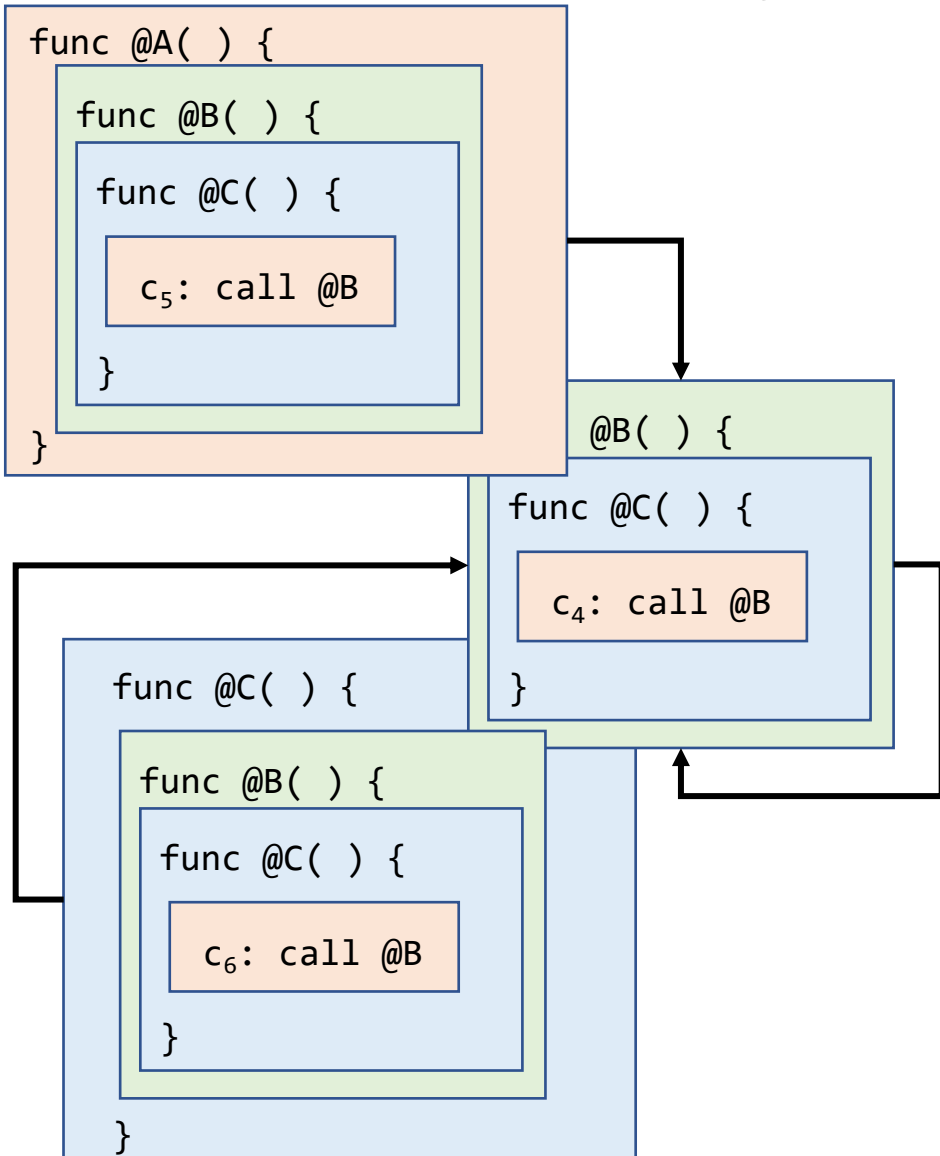 func @A( ) {
func @B( ) {
func @C( ) {
c5: call @B
}
}
@B( ) {
func @C( ) {
c4: call @B
}
func @C( ) {
func @B( ) {
func @C( ) {
c6: call @B
}
}